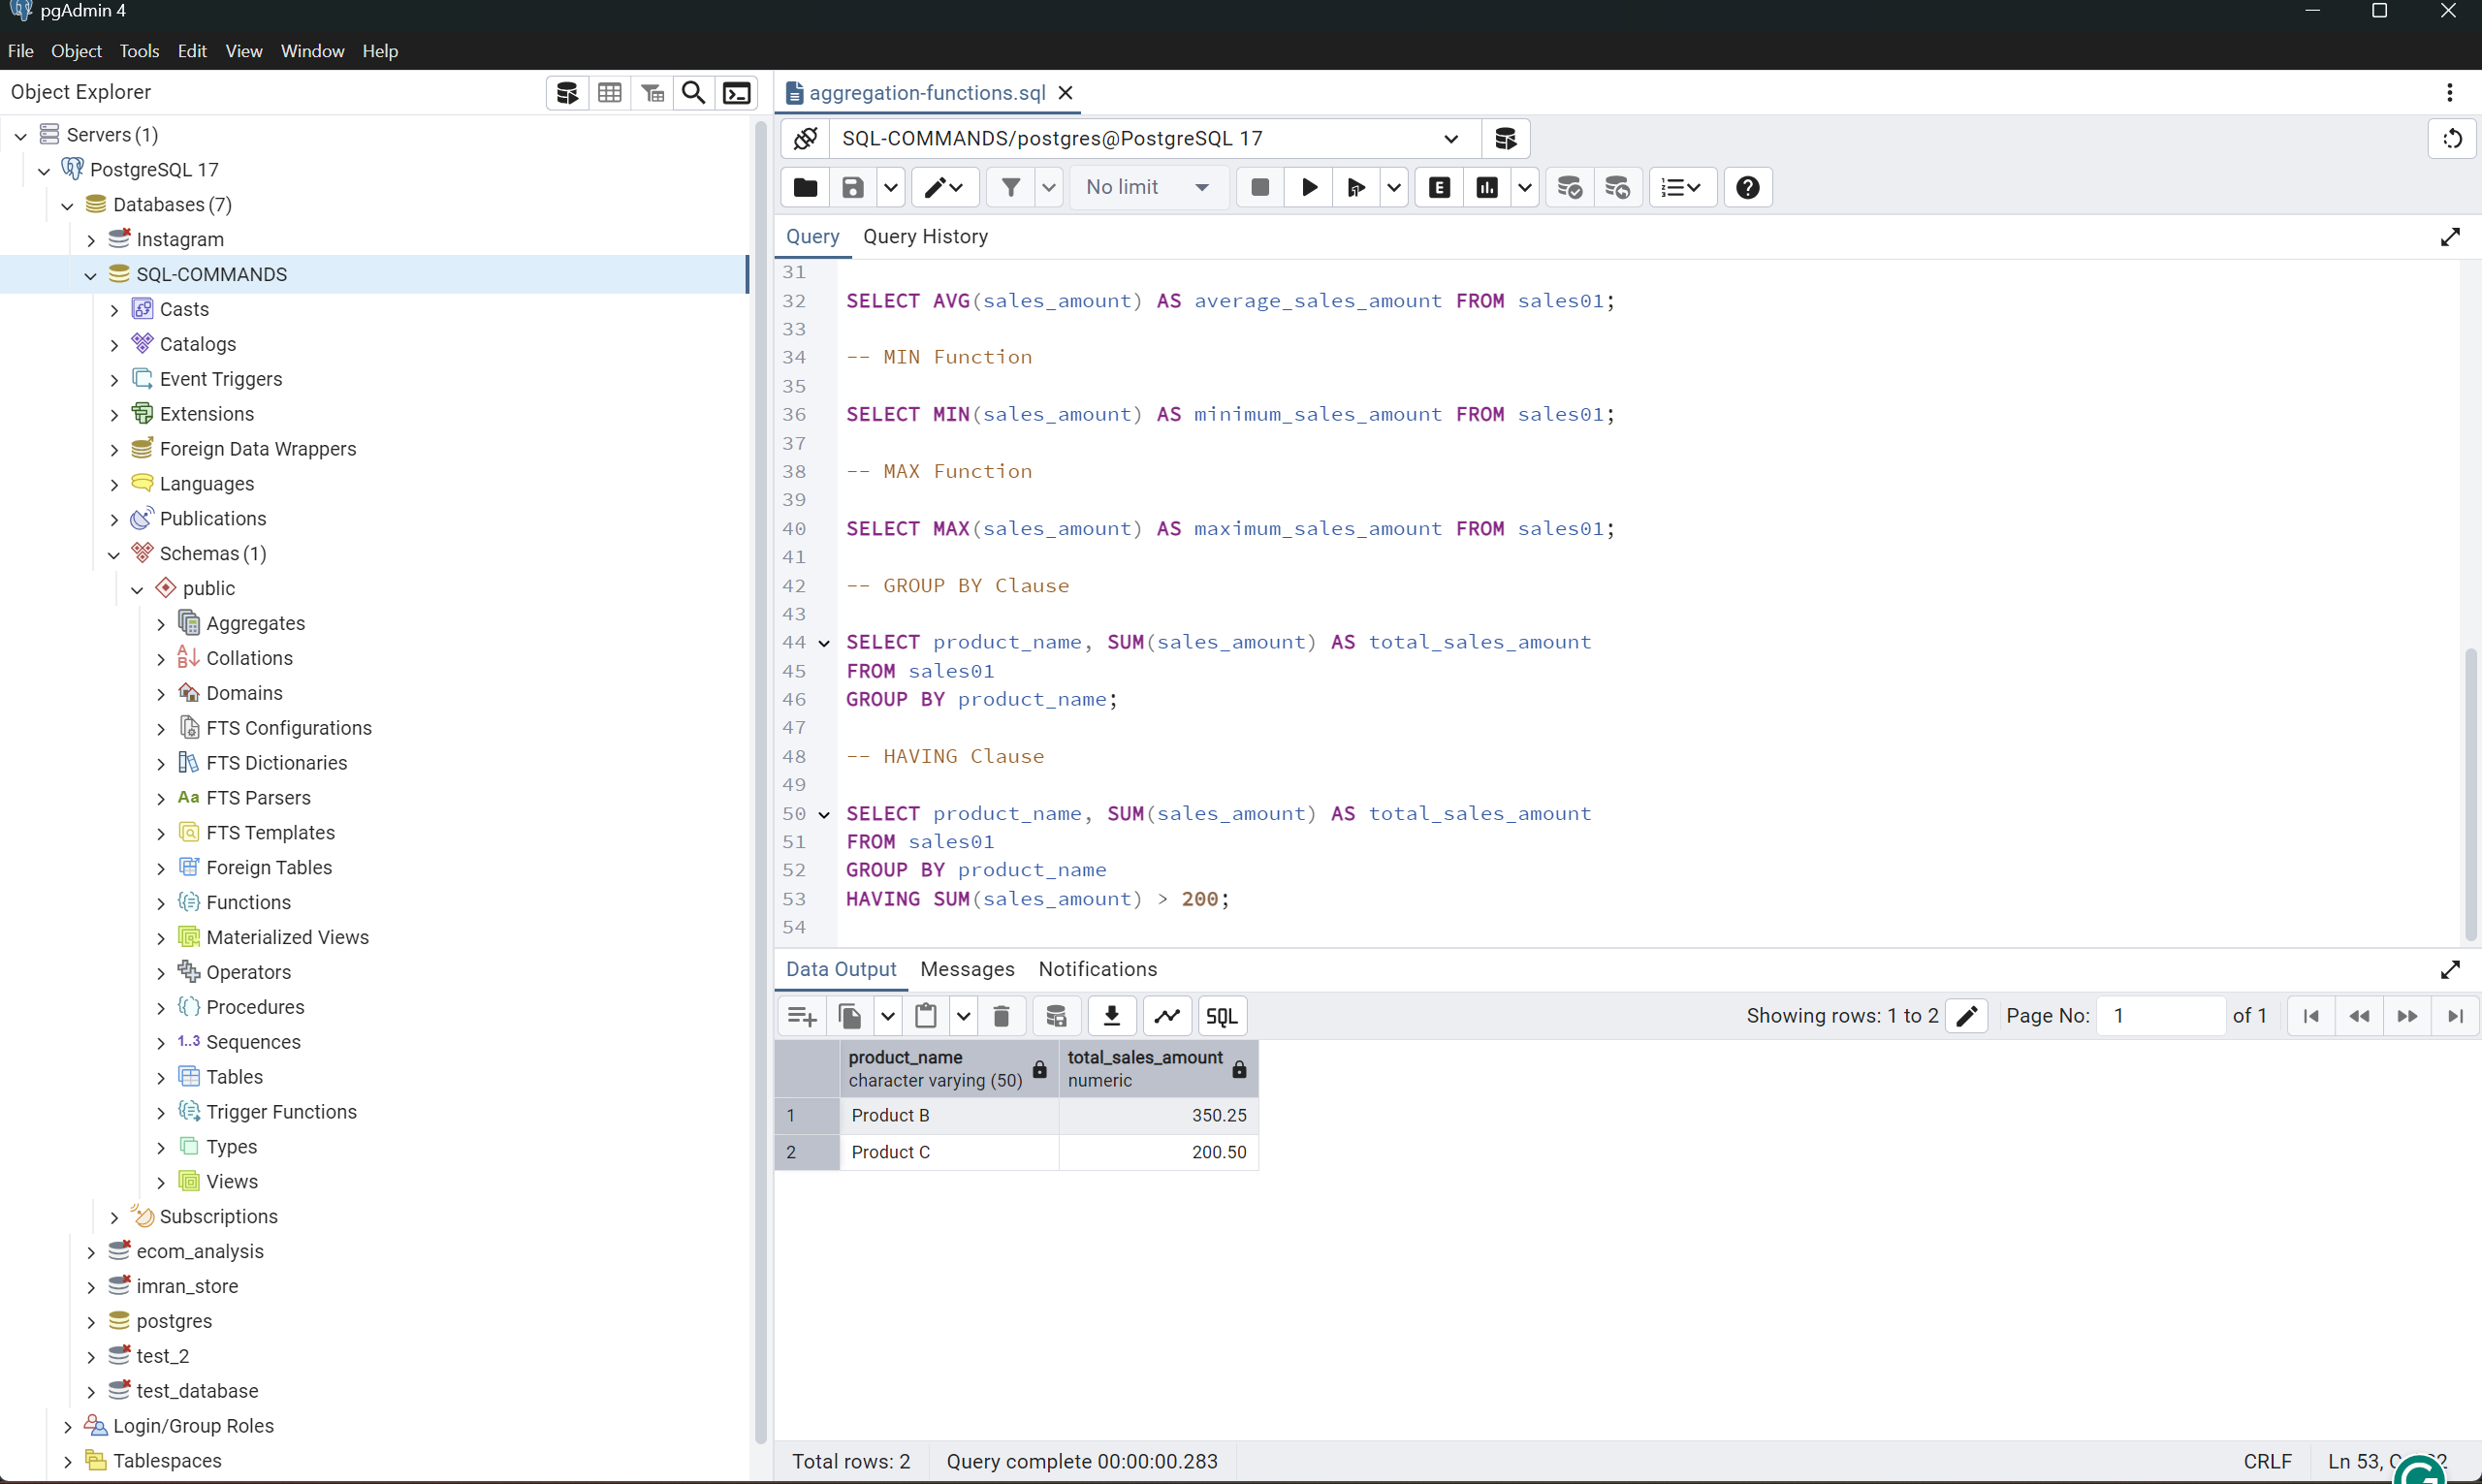 pgAdmin 4
File Object Tools Edit View Window Help
Object Explorer
Servers (1)
PostgreSQL 17
Databases (7)
Instagram
SQL-COMMANDS
Casts
Catalogs
Event Triggers
Extensions
Foreign Data Wrappers
Languages
Publications
Schemas (1)
public
Aggregates
Collations
Domains
FTS Configurations
FTS Dictionaries
Aa FTS Parsers
FTS Templates
Foreign Tables
Functions
Materialized Views
Operators
Procedures
1..3 Sequences
Tables
Trigger Functions
Types
Views
Subscriptions
ecom_analysis
imran_store
postgres
test_2
test_database
Login/Group Roles
Tablespaces
aggregation-functions.sql
SQL-COMMANDS/postgres@PostgreSQL 17
No limit
E
Query Query History
31
32 SELECT AVG(sales_amount) AS average_sales_amount FROM sales01;
33
34 -- MIN Function
35
36 SELECT MIN(sales_amount) AS minimum_sales_amount FROM sales01;
37
38 -- MAX Function
39
40 SELECT MAX(sales_amount) AS maximum_sales_amount FROM sales01;
41
42 -- GROUP BY Clause
43
44 SELECT product_name, SUM(sales_amount) AS total_sales_amount
45 FROM sales01
46 GROUP BY product_name;
47
48 -- HAVING Clause
49
50 SELECT product_name, SUM(sales_amount) AS total_sales_amount
51 FROM sales01
52 GROUP BY product_name
53 HAVING SUM(sales_amount) > 200;
54
Data Output Messages Notifications
SQL Showing rows: 1 to 2 Page No: 1 of 1
product_name total_sales_amount
character varying (50) numeric
1 Product B 350.25
2 Product C 200.50
Total rows: 2 Query complete 00:00:00.283 CRLF Ln 53,